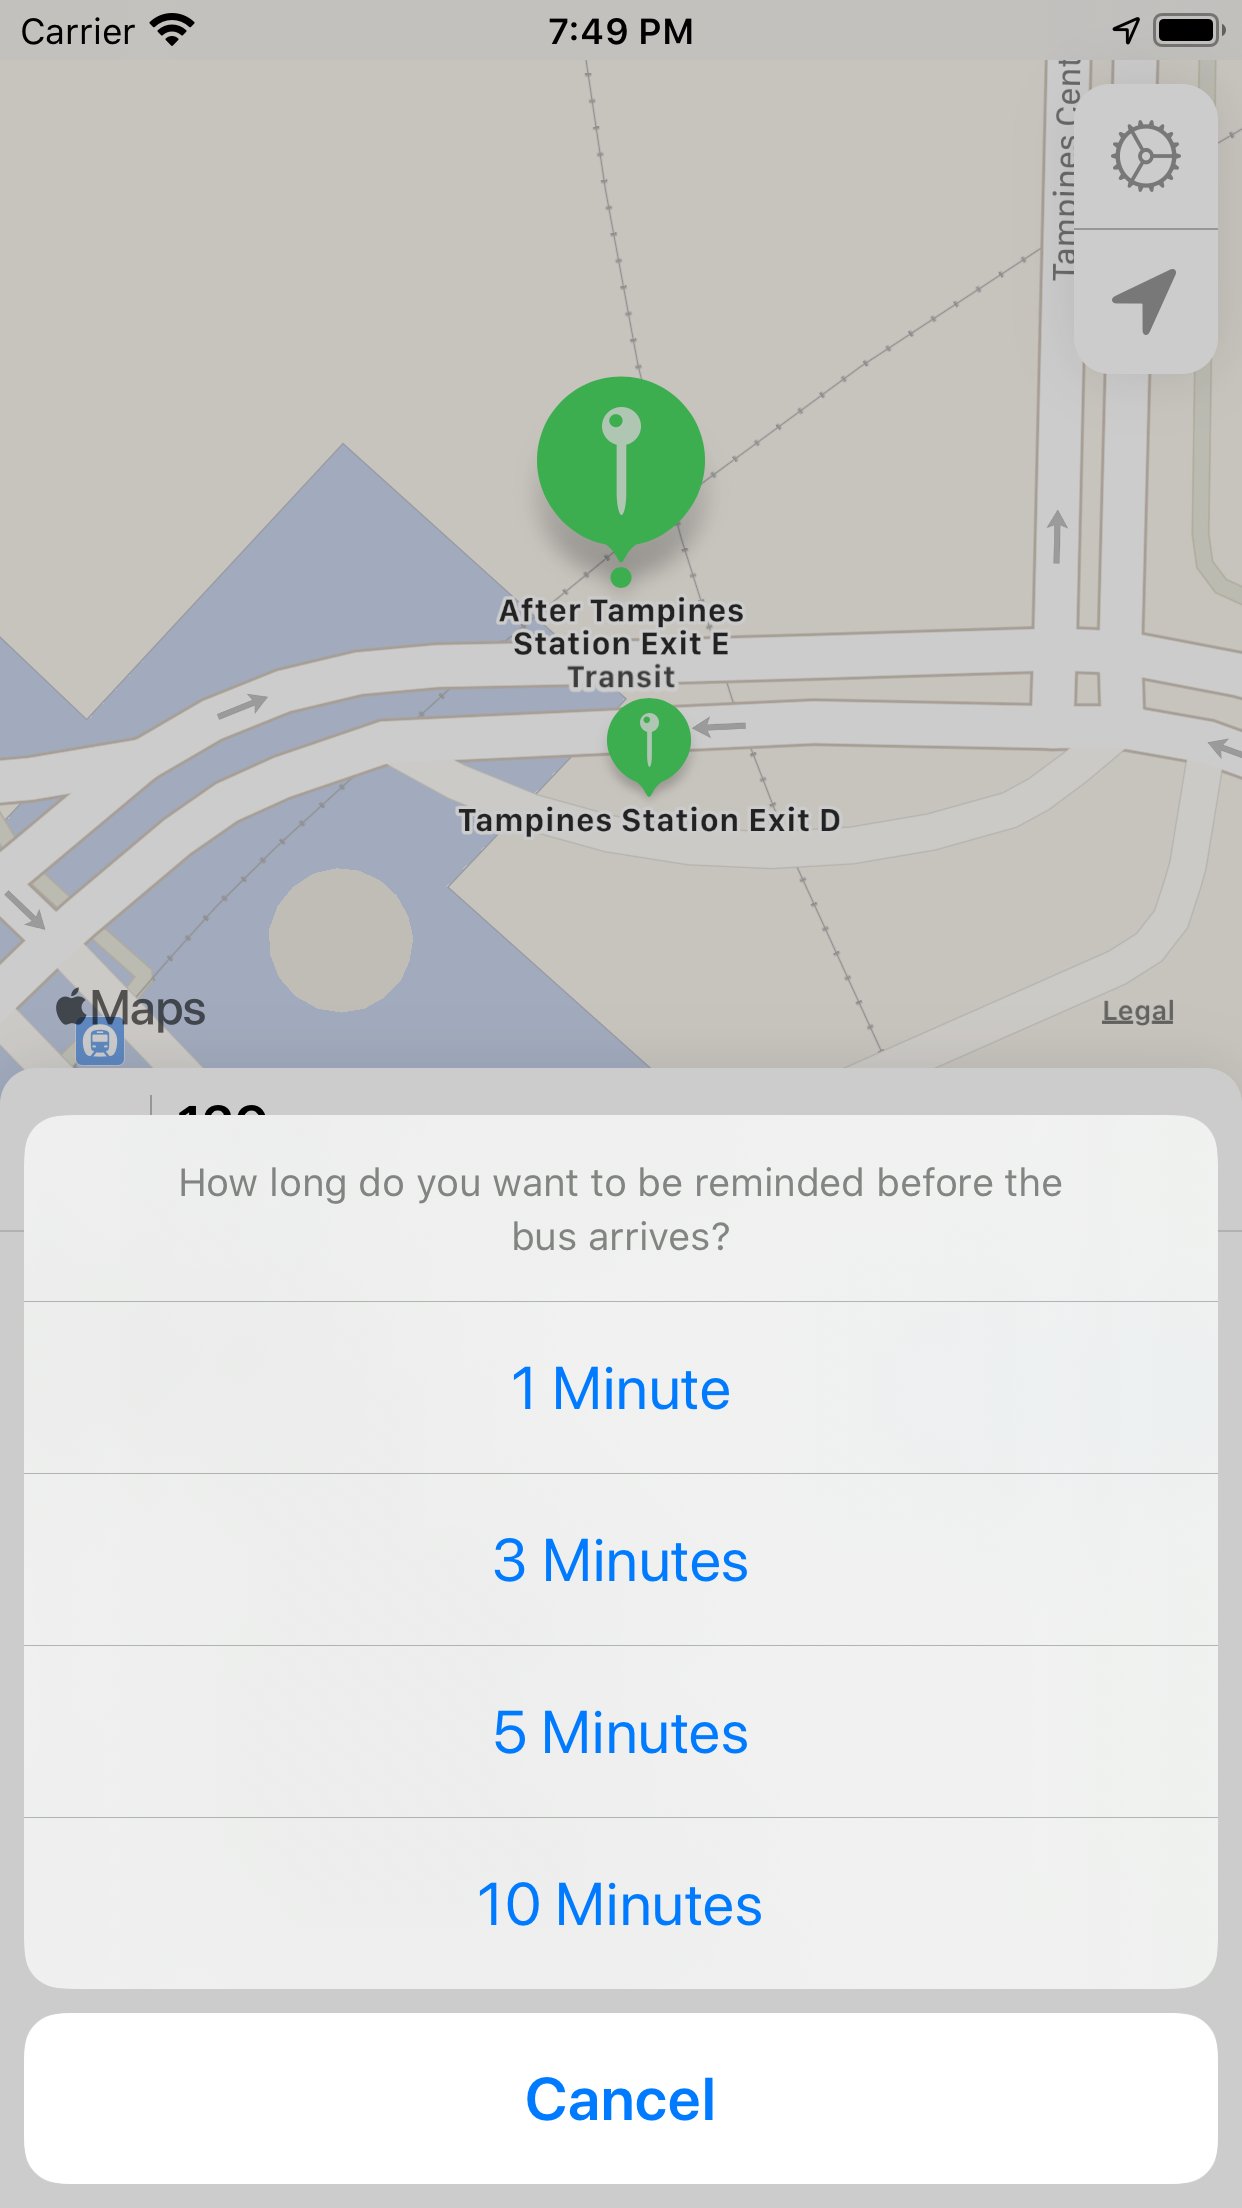 Carrier
7:49 PM
Tampines Cent
After Tampines
Station Exit E
Transit
Tampines Station Exit D
Maps
Legal
How long do you want to be reminded before the
bus arrives?
1 Minute
3 Minutes
5 Minutes
10 Minutes
Cancel